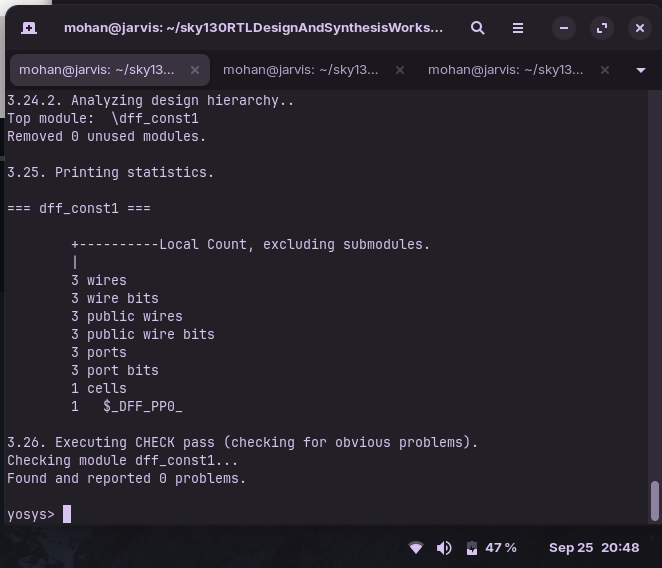 mohan@jarvis: ~/sky130RTLDesignAndSynthesisWorks...
mohan@jarvis: ~/sky13...
mohan@jarvis: ~/sky13...
mohan@jarvis: ~/sky13...
3.24.2. Analyzing design hierarchy..
Top module:  \dff_const1
Removed 0 unused modules.
3.25. Printing statistics.
=== dff_const1 ===
        +----------Local Count, excluding submodules.
        |
        3 wires
        3 wire bits
        3 public wires
        3 public wire bits
        3 ports
        3 port bits
        1 cells
        1   $_DFF_PP0_
3.26. Executing CHECK pass (checking for obvious problems).
Checking module dff_const1...
Found and reported 0 problems.
yosys>
47 %
Sep 25  20:48